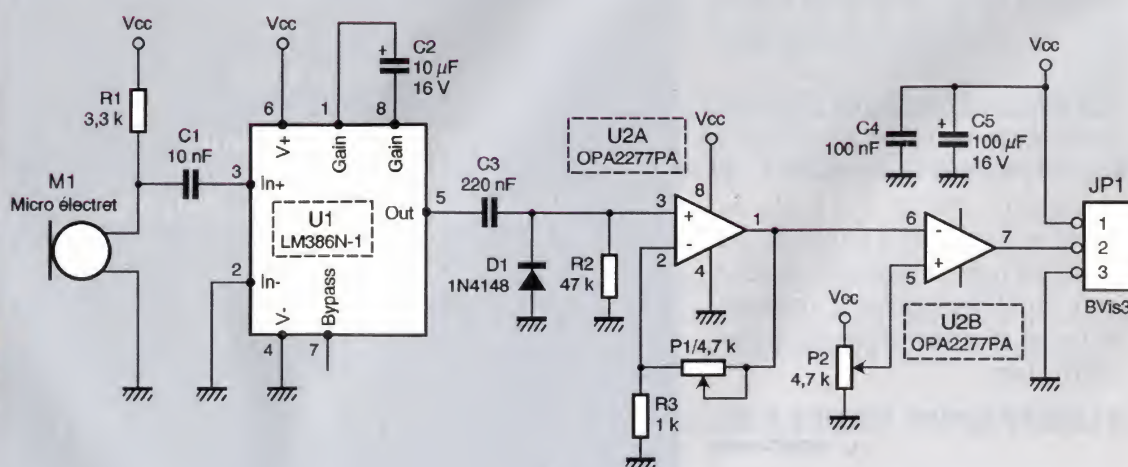 Vcc
R1
3,3 k
C1
10 nF
M1
Micro électret
Vcc
6
1
8
+
C2
10 µF
16 V
V+
Gain
Gain
3
In+
U1
LM386N-1
Out
5
2
In-
V-
Bypass
4
7
C3
220 nF
D1
1N4148
R2
47 k
U2A
OPA2277PA
Vcc
8
3
+
-
2
1
4
P1/4,7 k
R3
1 k
Vcc
P2
4,7 k
6
-
5
+
7
U2B
OPA2277PA
Vcc
C4
100 nF
+
C5
100 µF
16 V
JP1
1
2
3
BVis3